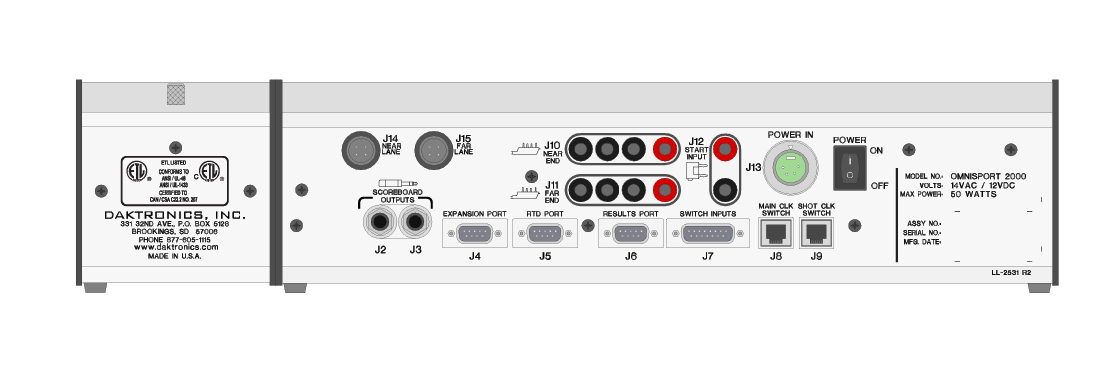 ETL LISTED
CONFORMS TO
ANSI / UL-48
ANSI / UL-1433
CERTIFIED TO
CAN / CSA C22.2 NO. 207
ETL
®
C
ETL
®
DAKTRONICS, INC.
331 32ND AVE., P.O. BOX 5128
BROOKINGS, SD 57006
PHONE 877-605-1115
www.daktronics.com
MADE IN U.S.A.
J14
NEAR
LANE
J15
FAR
LANE
J10
NEAR
END
J11
FAR
END
J12
START
INPUT
J13
POWER IN
POWER
ON
OFF
SCOREBOARD
OUTPUTS
J2
J3
EXPANSION PORT
J4
RTD PORT
J5
RESULTS PORT
J6
SWITCH INPUTS
J7
MAIN CLK
SWITCH
J8
SHOT CLK
SWITCH
J9
MODEL NO.: OMNISPORT 2000
VOLTS: 14VAC / 12VDC
MAX POWER: 50 WATTS
ASSY NO.:
SERIAL NO.:
MFG. DATE:
LL-2531 R2